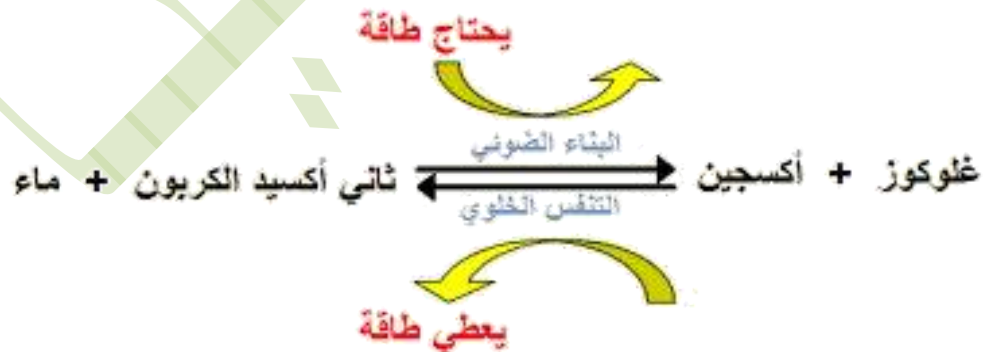 يحتاج طاقة
البناء الضوئي
غلوكوز + أكسجين ثاني أكسيد الكربون + ماء
التنفس الخلوي
يعطي طاقة